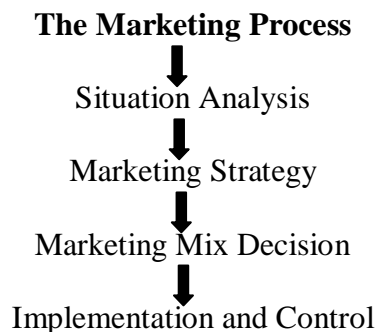 The Marketing Process
Situation Analysis
Marketing Strategy
Marketing Mix Decision
Implementation and Control